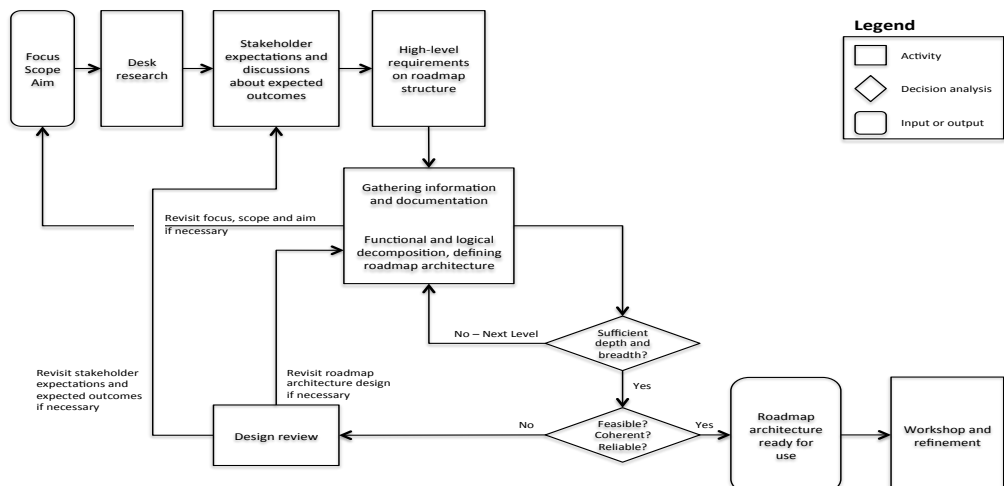 Legend
Activity
Decision analysis
Input or output
Focus
Scope
Aim
Desk
research
Stakeholder
expectations and
discussions
about expected
outcomes
High-level
requirements
on roadmap
structure
Gathering information
and documentation
Functional and logical
decomposition, defining
roadmap architecture
Revisit focus, scope and aim
if necessary
No – Next Level
Sufficient
depth and
breadth?
Yes
Revisit stakeholder
expectations and
expected outcomes
if necessary
Revisit roadmap
architecture design
if necessary
Design review
No
Feasible?
Coherent?
Reliable?
Yes
Roadmap
architecture
ready for
use
Workshop and
refinement